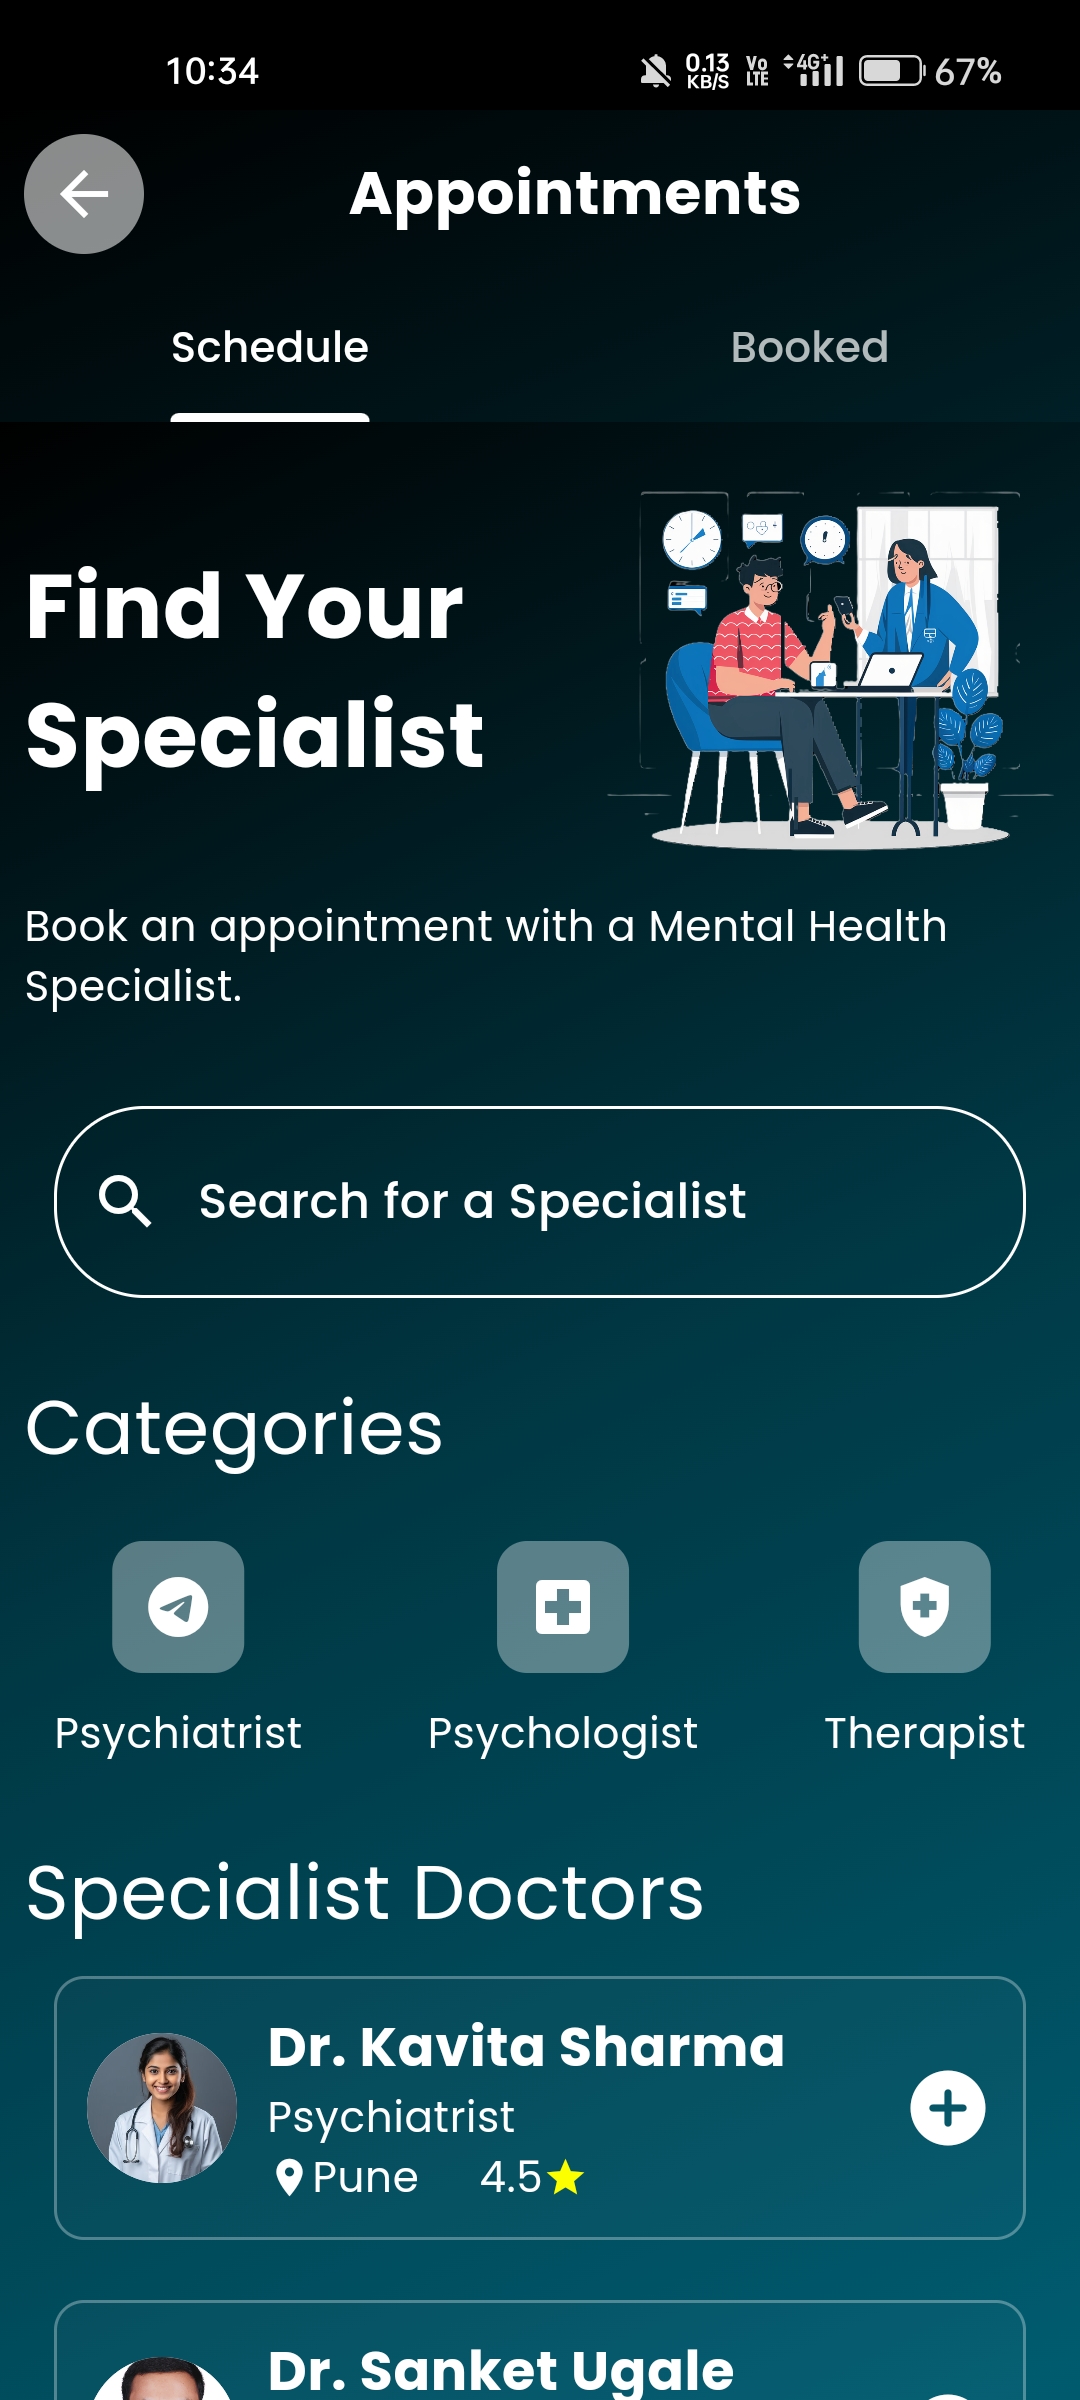 10:34
0.13
KB/S
Vo
LTE
4G+
67%
Appointments
Schedule
Booked
Find Your
Specialist
Book an appointment with a Mental Health
Specialist.
Search for a Specialist
Categories
Psychiatrist
Psychologist
Therapist
Specialist Doctors
Dr. Kavita Sharma
Psychiatrist
Pune 4.5
Dr. Sanket Ugale